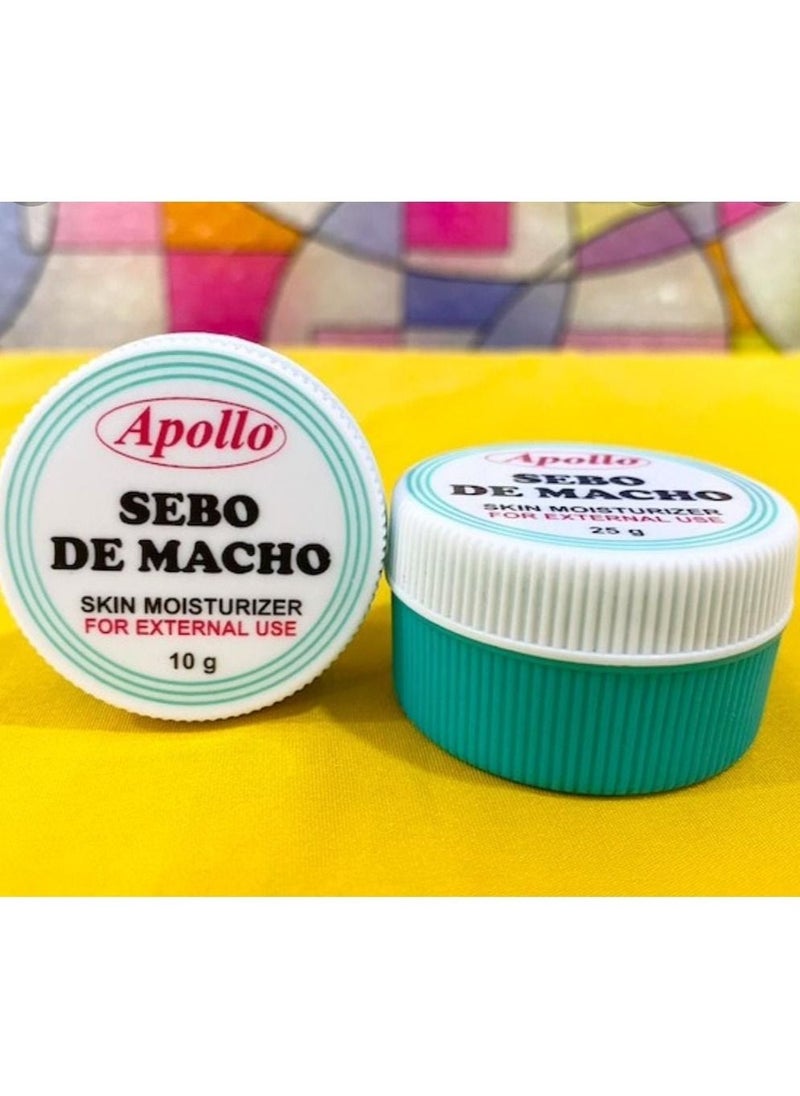 Apollo
SEBO
DE MACHO
SKIN MOISTURIZER
FOR EXTERNAL USE
10 g
Apollo
SEBO
DE MACHO
SKIN MOISTURIZER
FOR EXTERNAL USE
25 g